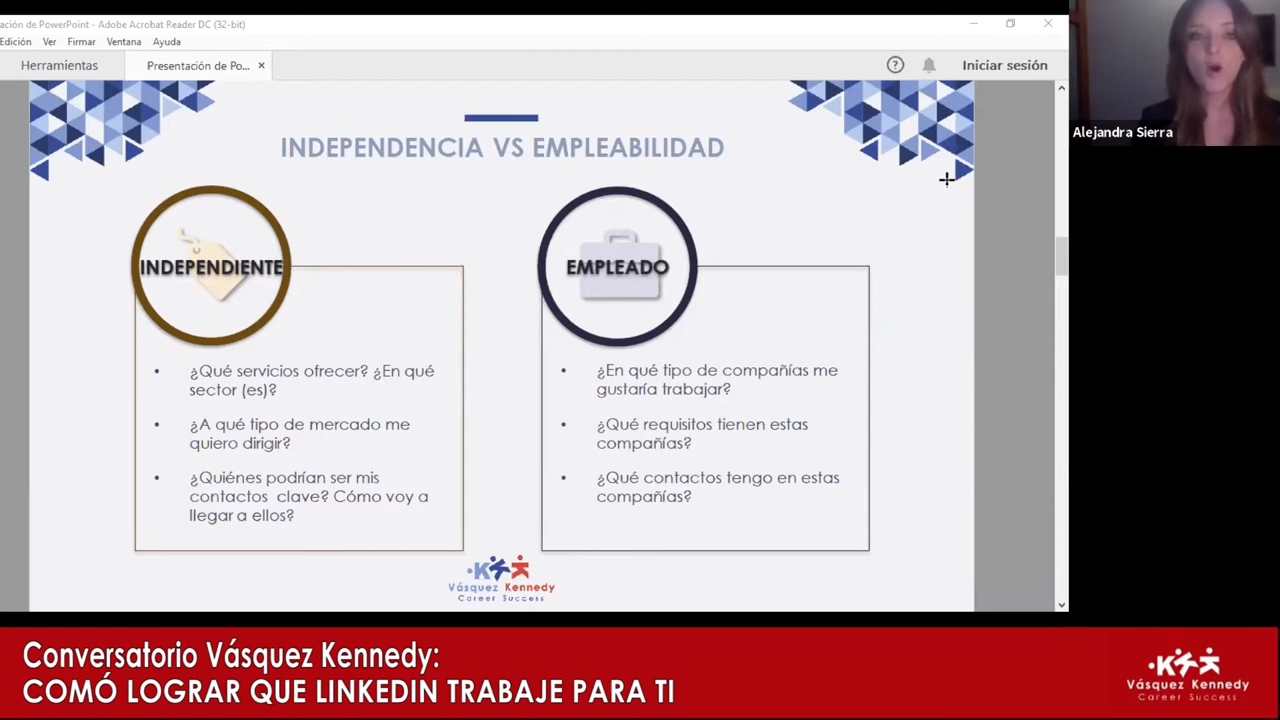 ación de PowerPoint - Adobe Acrobat Reader DC (32-bit)
Edición Ver Firmar Ventana Ayuda
Herramientas
Presentación de Po... ×
Iniciar sesión
Alejandra Sierra
INDEPENDENCIA VS EMPLEABILIDAD
INDEPENDIENTE
• ¿Qué servicios ofrecer? ¿En qué
sector (es)?
• ¿A qué tipo de mercado me
quiero dirigir?
• ¿Quiénes podrían ser mis
contactos clave? Cómo voy a
llegar a ellos?
EMPLEADO
• ¿En qué tipo de compañías me
gustaría trabajar?
• ¿Qué requisitos tienen estas
compañías?
• ¿Qué contactos tengo en estas
compañías?
Vásquez Kennedy
Career Success
Conversatorio Vásquez Kennedy:
COMÓ LOGRAR QUE LINKEDIN TRABAJE PARA TI
Vásquez Kennedy
Career Success